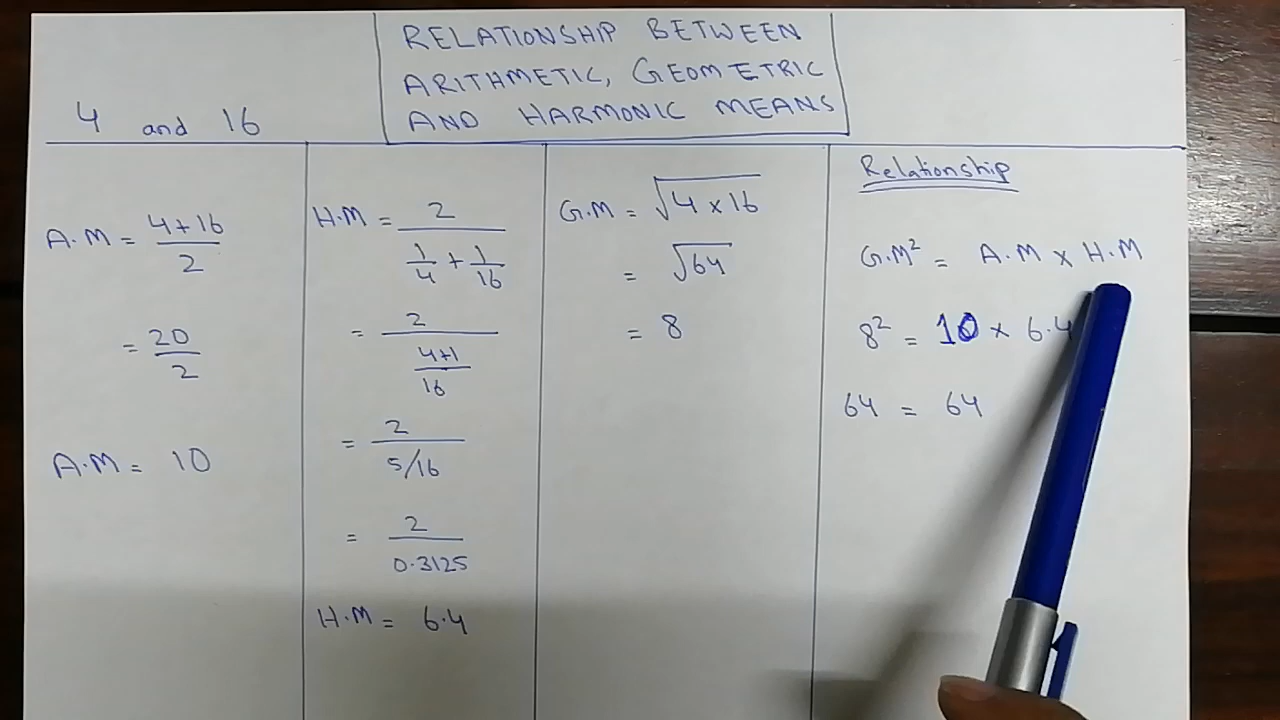 RELATIONSHIP BETWEEN
ARITHMETIC, GEOMETRIC
AND HARMONIC MEANS
4 and 16
A.M = 4+16
2
= 20
2
A.M = 10
H.M = 2
1/4 + 1/16
= 2
4+1
16
= 2
5/16
= 2
0.3125
H.M = 6.4
G.M = √4 x 16
= √64
= 8
Relationship
G.M² = A.M x H.M
8² = 10 x 6.4
64 = 64